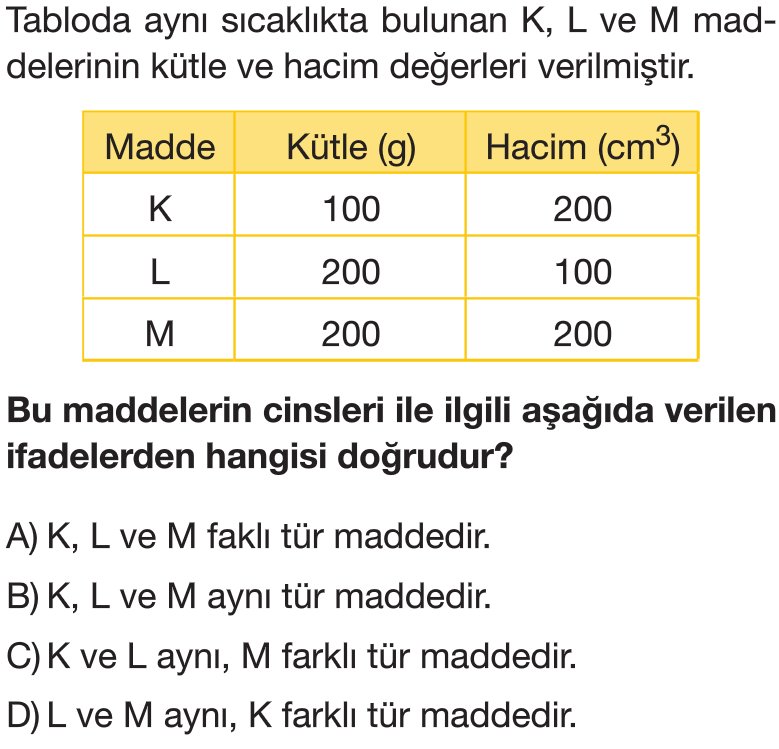 Tabloda aynı sıcaklıkta bulunan K, L ve M mad-
delerinin kütle ve hacim değerleri verilmiştir.
Madde Kütle (g) Hacim (cm³)
K 100 200
L 200 100
M 200 200
Bu maddelerin cinsleri ile ilgili aşağıda verilen
ifadelerden hangisi doğrudur?
A) K, L ve M faklı tür maddedir.
B) K, L ve M aynı tür maddedir.
C) K ve L aynı, M farklı tür maddedir.
D) L ve M aynı, K farklı tür maddedir.